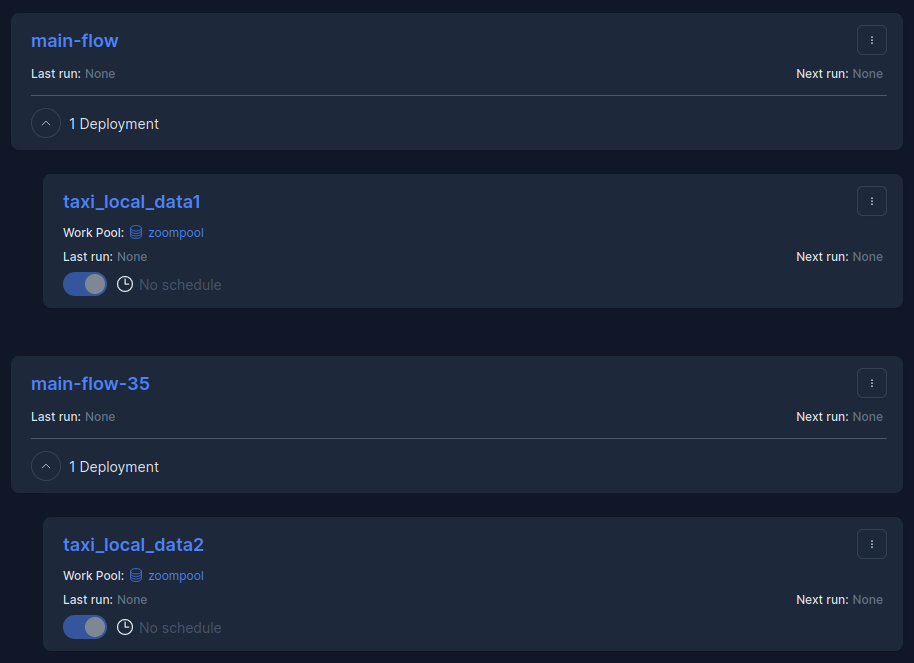 main-flow
Last run: None Next run: None
1 Deployment
taxi_local_data1
Work Pool: zoompool
Last run: None Next run: None
No schedule
main-flow-35
Last run: None Next run: None
1 Deployment
taxi_local_data2
Work Pool: zoompool
Last run: None Next run: None
No schedule